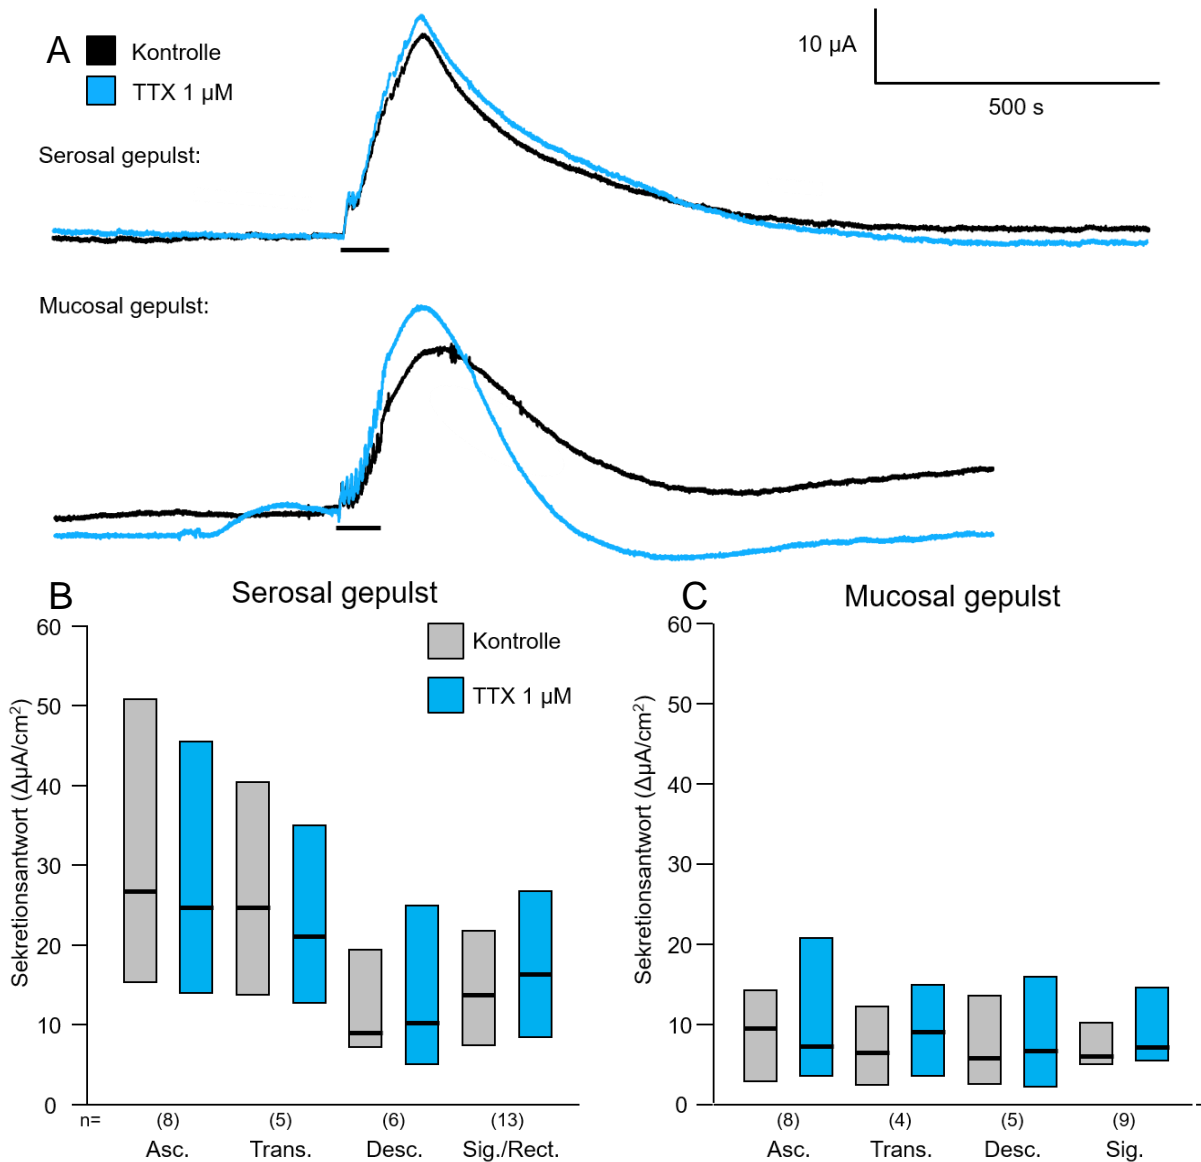 A
Kontrolle
TTX 1 µM
10 µA
500 s
Serosal gepulst:
Mucosal gepulst:
B
Serosal gepulst
Kontrolle
TTX 1 µM
Sekretionsantwort (ΔµA/cm²)
60
50
40
30
20
10
0
n= (8) (5) (6) (13)
Asc. Trans. Desc. Sig./Rect.
C
Mucosal gepulst
Sekretionsantwort (ΔµA/cm²)
60
50
40
30
20
10
0
(8) (4) (5) (9)
Asc. Trans. Desc. Sig.